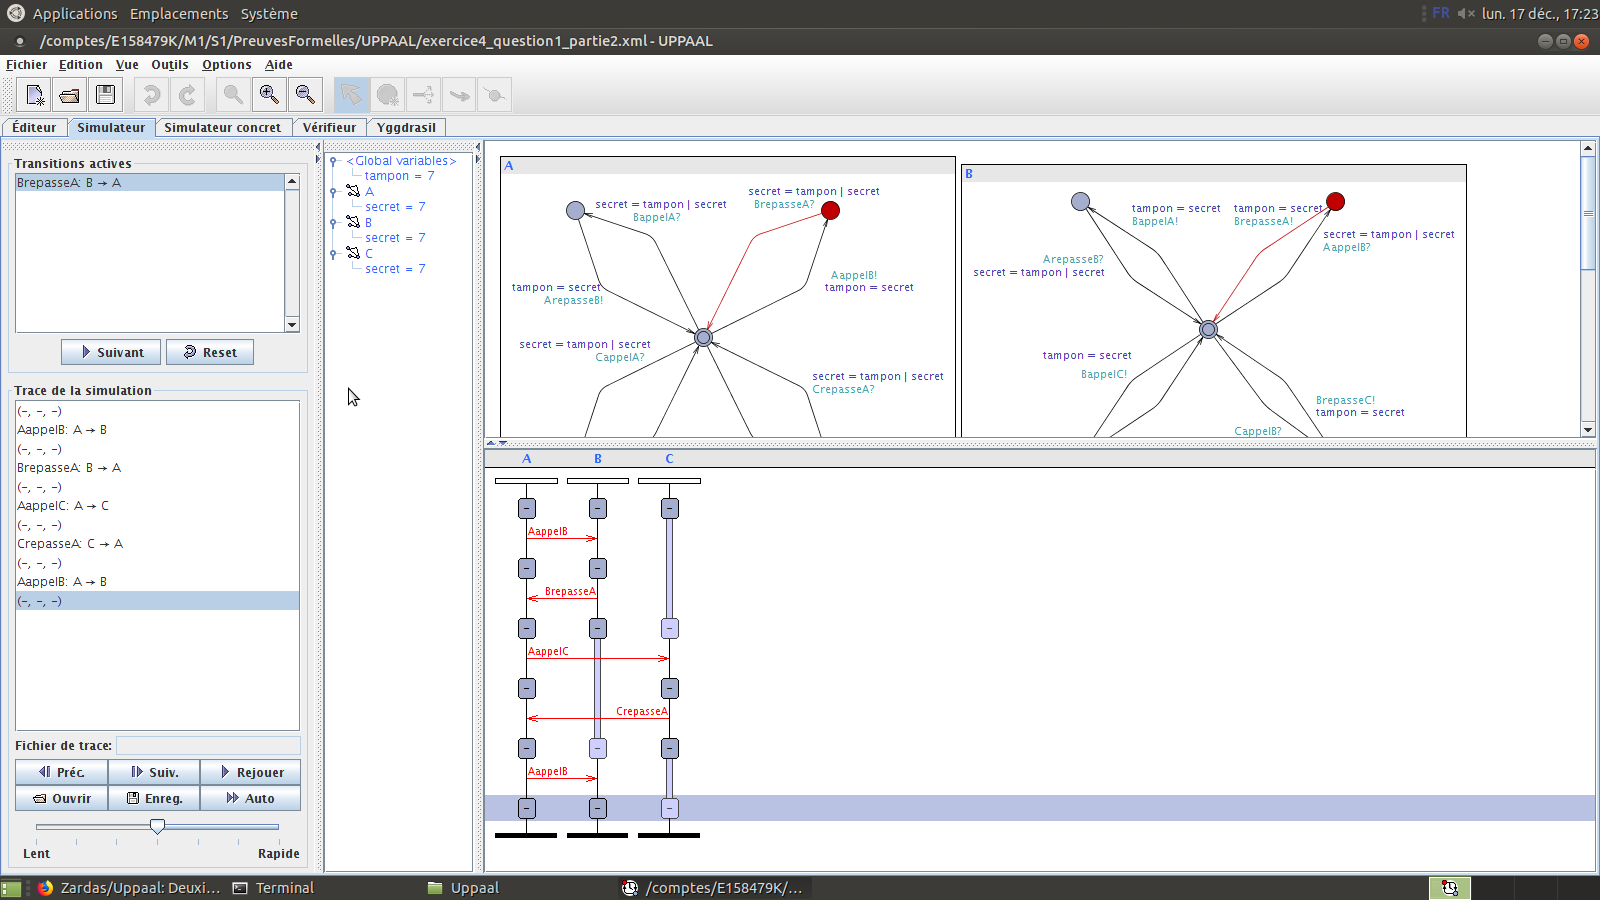 Applications Emplacements Système
FR lun. 17 déc., 17:23
/comptes/E158479K/M1/S1/PreuvesFormelles/UPPAAL/exercice4_question1_partie2.xml - UPPAAL
Fichier Edition Vue Outils Options Aide
Éditeur Simulateur Simulateur concret Vérifieur Yggdrasil
Transitions actives
BrepasseA: B → A
Suivant Reset
Trace de la simulation
(-, -, -)
AappelB: A → B
(-, -, -)
BrepasseA: B → A
(-, -, -)
AappelC: A → C
(-, -, -)
CrepasseA: C → A
(-, -, -)
AappelB: A → B
(-, -, -)
Fichier de trace:
Préc. Suiv. Rejouer
Ouvrir Enreg. Auto
Lent Rapide
<Global variables>
tampon = 7
A
secret = 7
B
secret = 7
C
secret = 7
A
secret = tampon | secret
BappelA?
secret = tampon | secret
BrepasseA?
tampon = secret
ArepasseB!
AappelB!
tampon = secret
secret = tampon | secret
CappelA?
secret = tampon | secret
CrepasseA?
B
tampon = secret
BappelA!
tampon = secret
BrepasseA!
secret = tampon | secret
AappelB?
ArepasseB?
secret = tampon | secret
tampon = secret
BappelC!
BrepasseC!
tampon = secret
CappelB?
A B C
- - -
AappelB
- -
BrepasseA
- - -
AappelC
- -
CrepasseA
- - -
AappelB
- - -
Zardas/Uppaal: Deuxi... Terminal Uppaal /comptes/E158479K/...